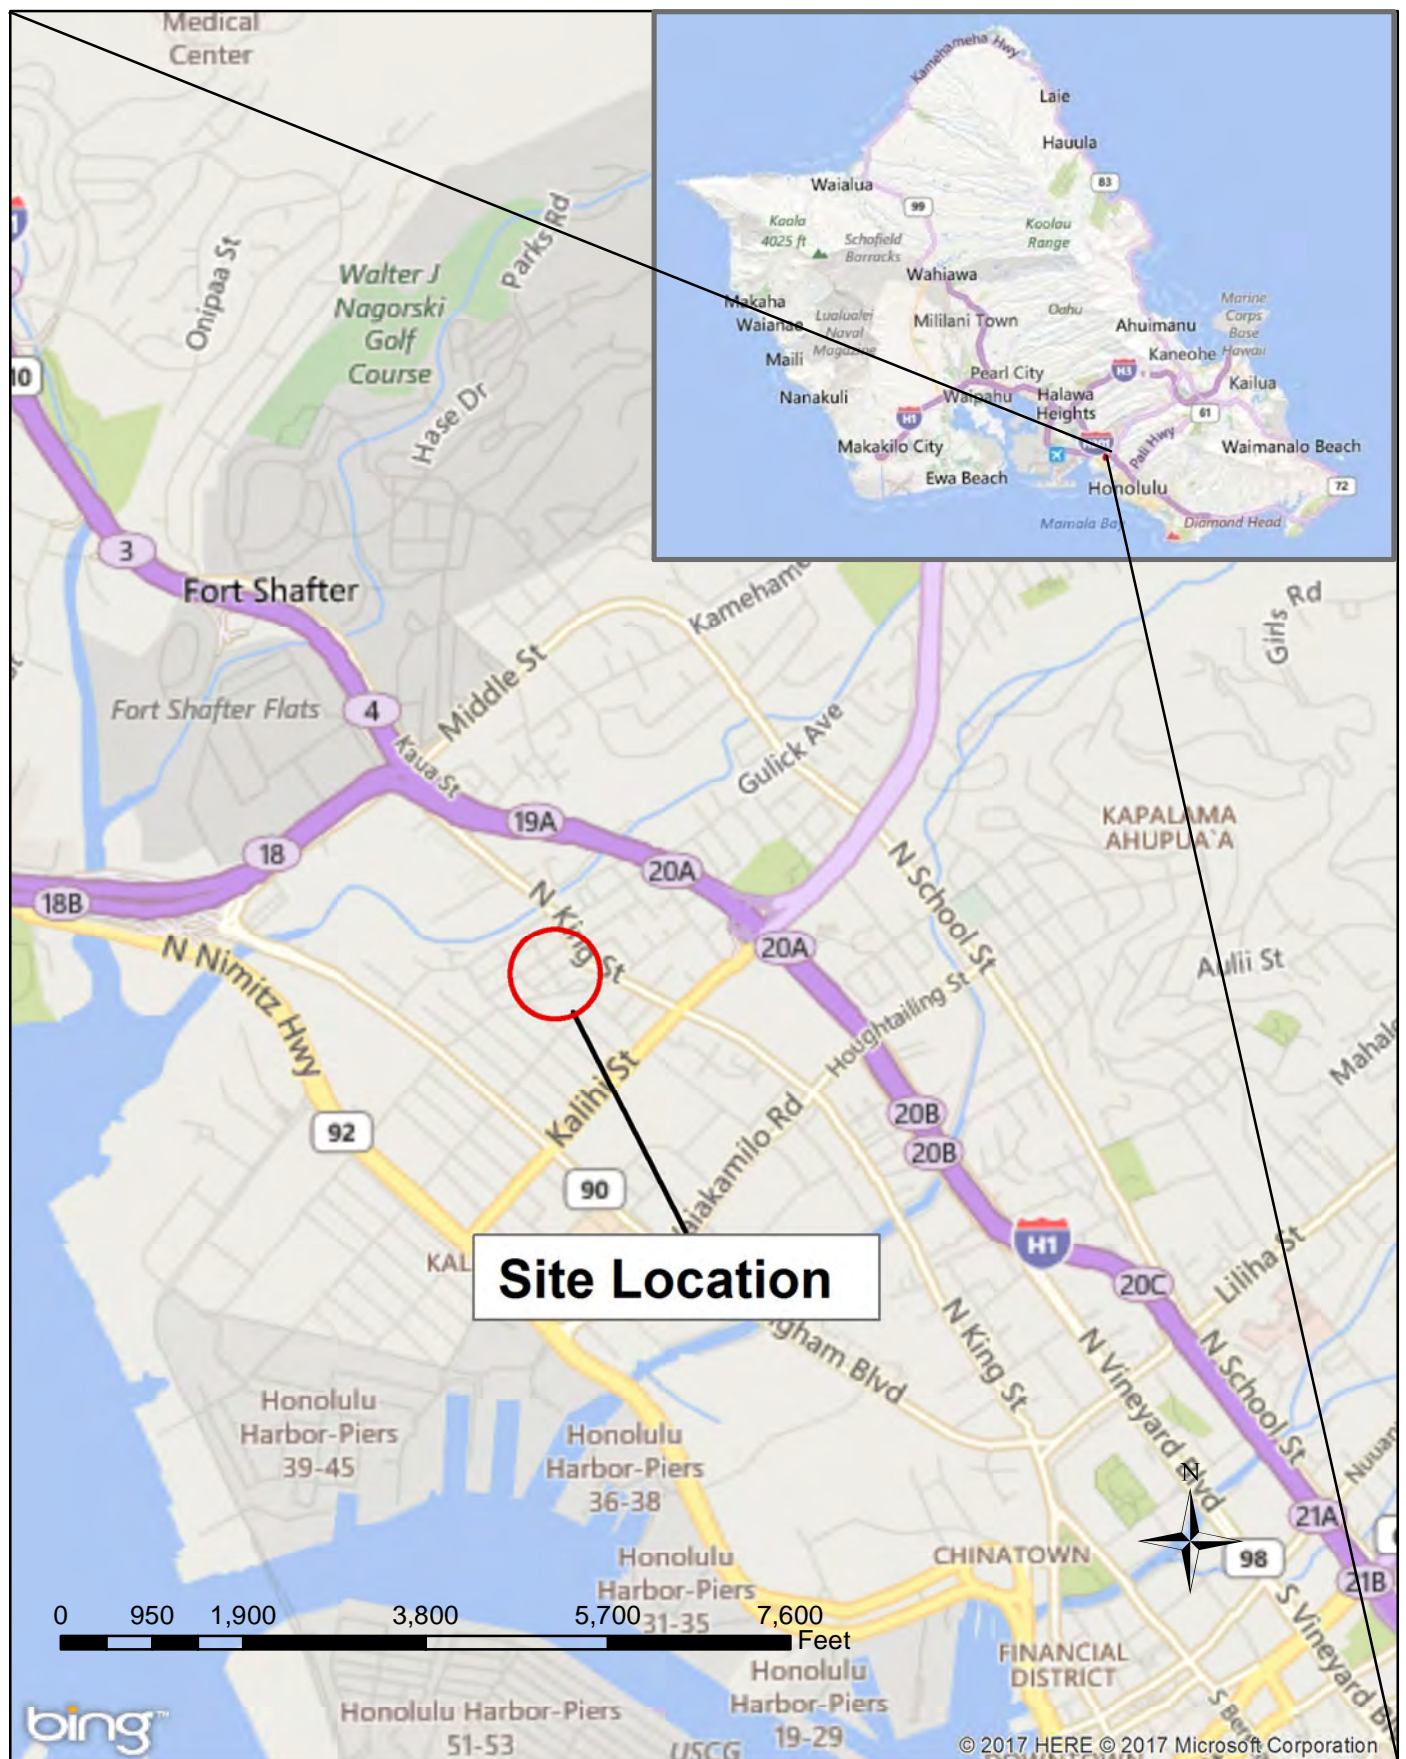 Medical
Center
Kamehameha Hwy
Laie
Hauula
83
Waialua
99
Kaala
4025 ft
Schofield
Barracks
Koolau
Range
Wahiawa
Makaha
Waianae
Lualualei
Naval
Magazine
Mililani Town
Oahu
Marine
Corps
Base
Hawaii
Ahuimanu
Kaneohe
Maili
Pearl City
H3
Kailua
Nanakuli
Waipahu
Halawa
Heights
61
H1
Makakilo City
Pali Hwy
Waimanalo Beach
Ewa Beach
Honolulu
72
Mamala Bay
Diamond Head
Onipaa St
Walter J
Nagorski
Golf
Course
Parks Rd
Hase Dr
10
3
Fort Shafter
Fort Shafter Flats
4
Kaua St
Middle St
Kamehame
Gulick Ave
Girls Rd
KAPALAMA
AHUPUA`A
19A
18
20A
18B
N King St
N School St
20A
N Nimitz Hwy
Aulii St
Houghtailing St
Mahalo
Kalihi St
92
20B
20B
aiakamilo Rd
90
H1
KAL
Site Location
20C
Liliha St
gham Blvd
N King St
N Vineyard Blvd
N School St
Honolulu
Harbor-Piers
39-45
Honolulu
Harbor-Piers
36-38
Nuuan
N
21A
Honolulu
Harbor-Piers
31-35
CHINATOWN
98
21B
0 950 1,900 3,800 5,700 7,600
Feet
S Vineyard Bl
FINANCIAL
DISTRICT
Honolulu
Harbor-Piers
19-29
S Bere
bing™
Honolulu Harbor-Piers
51-53
USCG
© 2017 HERE © 2017 Microsoft Corporation